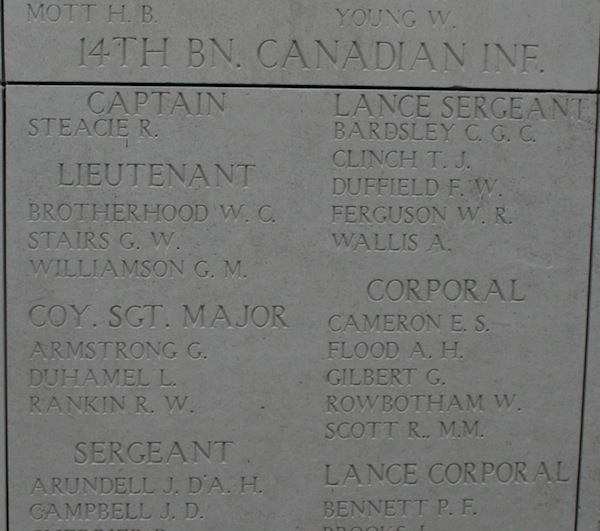 MOTT H. B.
YOUNG W.
14TH BN. CANADIAN INF.
CAPTAIN
STEACIE R.
LIEUTENANT
BROTHERHOOD W. C.
STAIRS G. W.
WILLIAMSON G. M.
COY. SGT. MAJOR
ARMSTRONG G.
DUHAMEL L.
RANKIN R. W.
SERGEANT
ARUNDELL J. D'A. H.
CAMPBELL J. D.
LANCE SERGEANT
BARDSLEY C. G. C.
CLINCH T. J.
DUFFIELD F. W.
FERGUSON W. R.
WALLIS A.
CORPORAL
CAMERON E. S.
FLOOD A. H.
GILBERT G.
ROWBOTHAM W.
SCOTT R., M.M.
LANCE CORPORAL
BENNETT P. F.